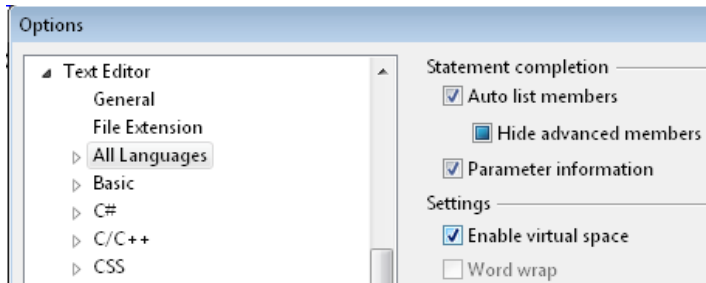 Options
Text Editor
General
File Extension
All Languages
Basic
C#
C/C++
CSS
Statement completion
Auto list members
Hide advanced members
Parameter information
Settings
Enable virtual space
Word wrap